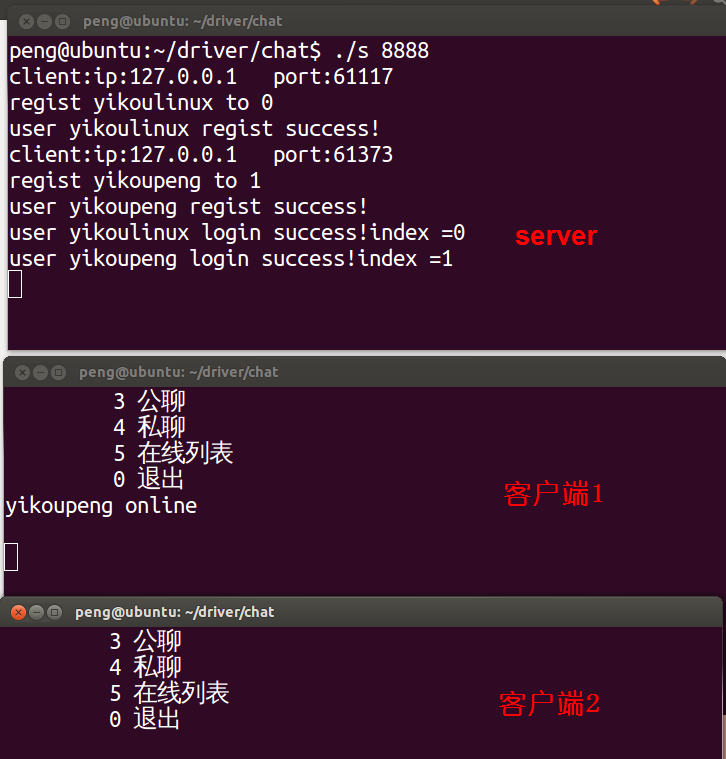 peng@ubuntu: ~/driver/chat
peng@ubuntu:~/driver/chat$ ./s 8888
client:ip:127.0.0.1   port:61117
regist yikoulinux to 0
user yikoulinux regist success!
client:ip:127.0.0.1   port:61373
regist yikoupeng to 1
user yikoupeng regist success!
user yikoulinux login success!index =0
server
user yikoupeng login success!index =1
peng@ubuntu: ~/driver/chat
3 公聊
4 私聊
5 在线列表
0 退出
客户端1
yikoupeng online
peng@ubuntu: ~/driver/chat
3 公聊
4 私聊
5 在线列表
0 退出
客户端2